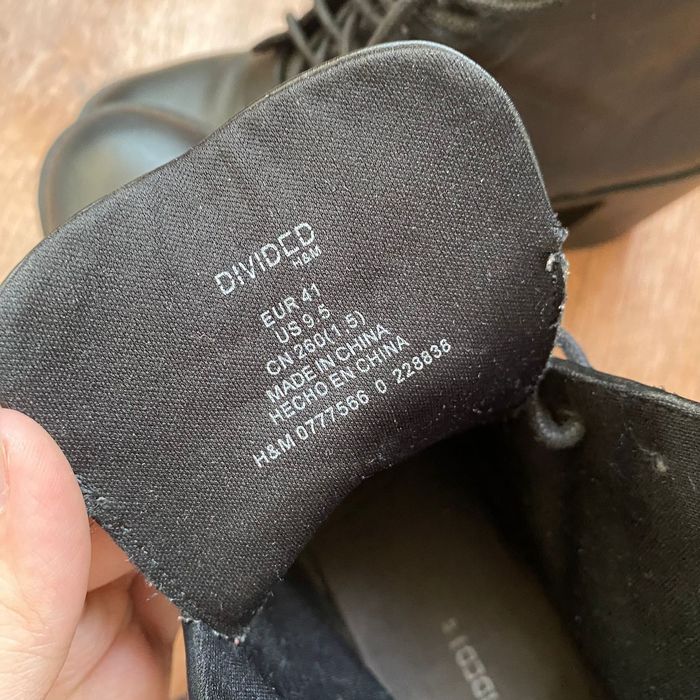 DIVIDED
H&M
EUR 41
US 9.5
CN 260(1.5)
MADE IN CHINA
HECHO EN CHINA
H&M 0777566 0 228836